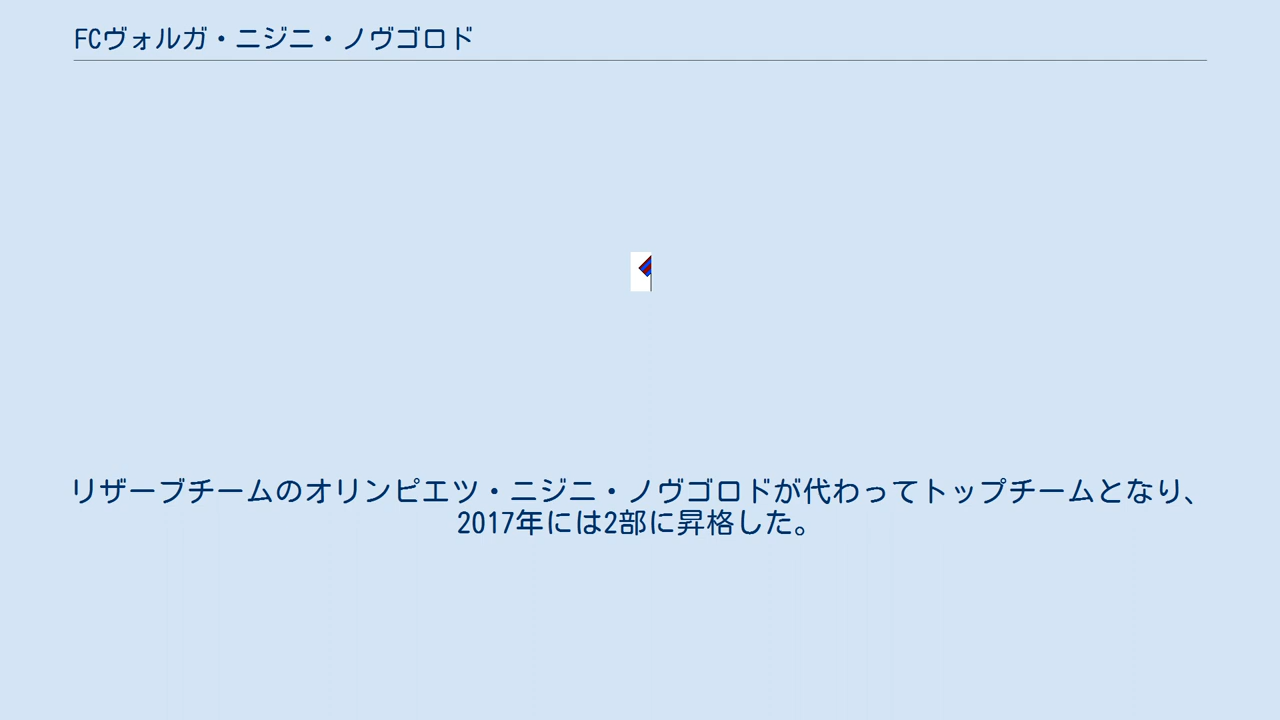 FCヴォルガ・ニジニ・ノヴゴロド
リザーブチームのオリンピエツ・ニジニ・ノヴゴロドが代わってトップチームとなり、
2017年には2部に昇格した。